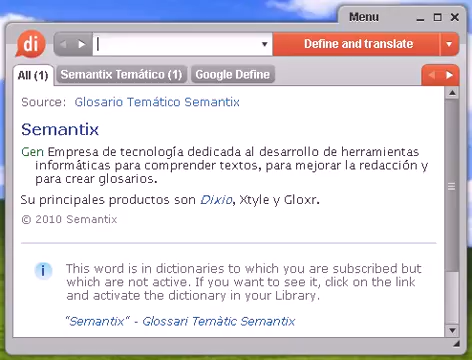 Menu
di
Define and translate
All (1)
Semantix Temático (1)
Google Define
Source: Glosario Temático Semantix
Semantix
Gen Empresa de tecnología dedicada al desarrollo de herramientas
informáticas para comprender textos, para mejorar la redacción y
para crear glosarios.
Su principales productos son Dixio, Xtyle y Gloxr.
© 2010 Semantix
This word is in dictionaries to which you are subscribed but
which are not active. If you want to see it, click on the link
and activate the dictionary in your Library.
"Semantix" - Glossari Temàtic Semantix